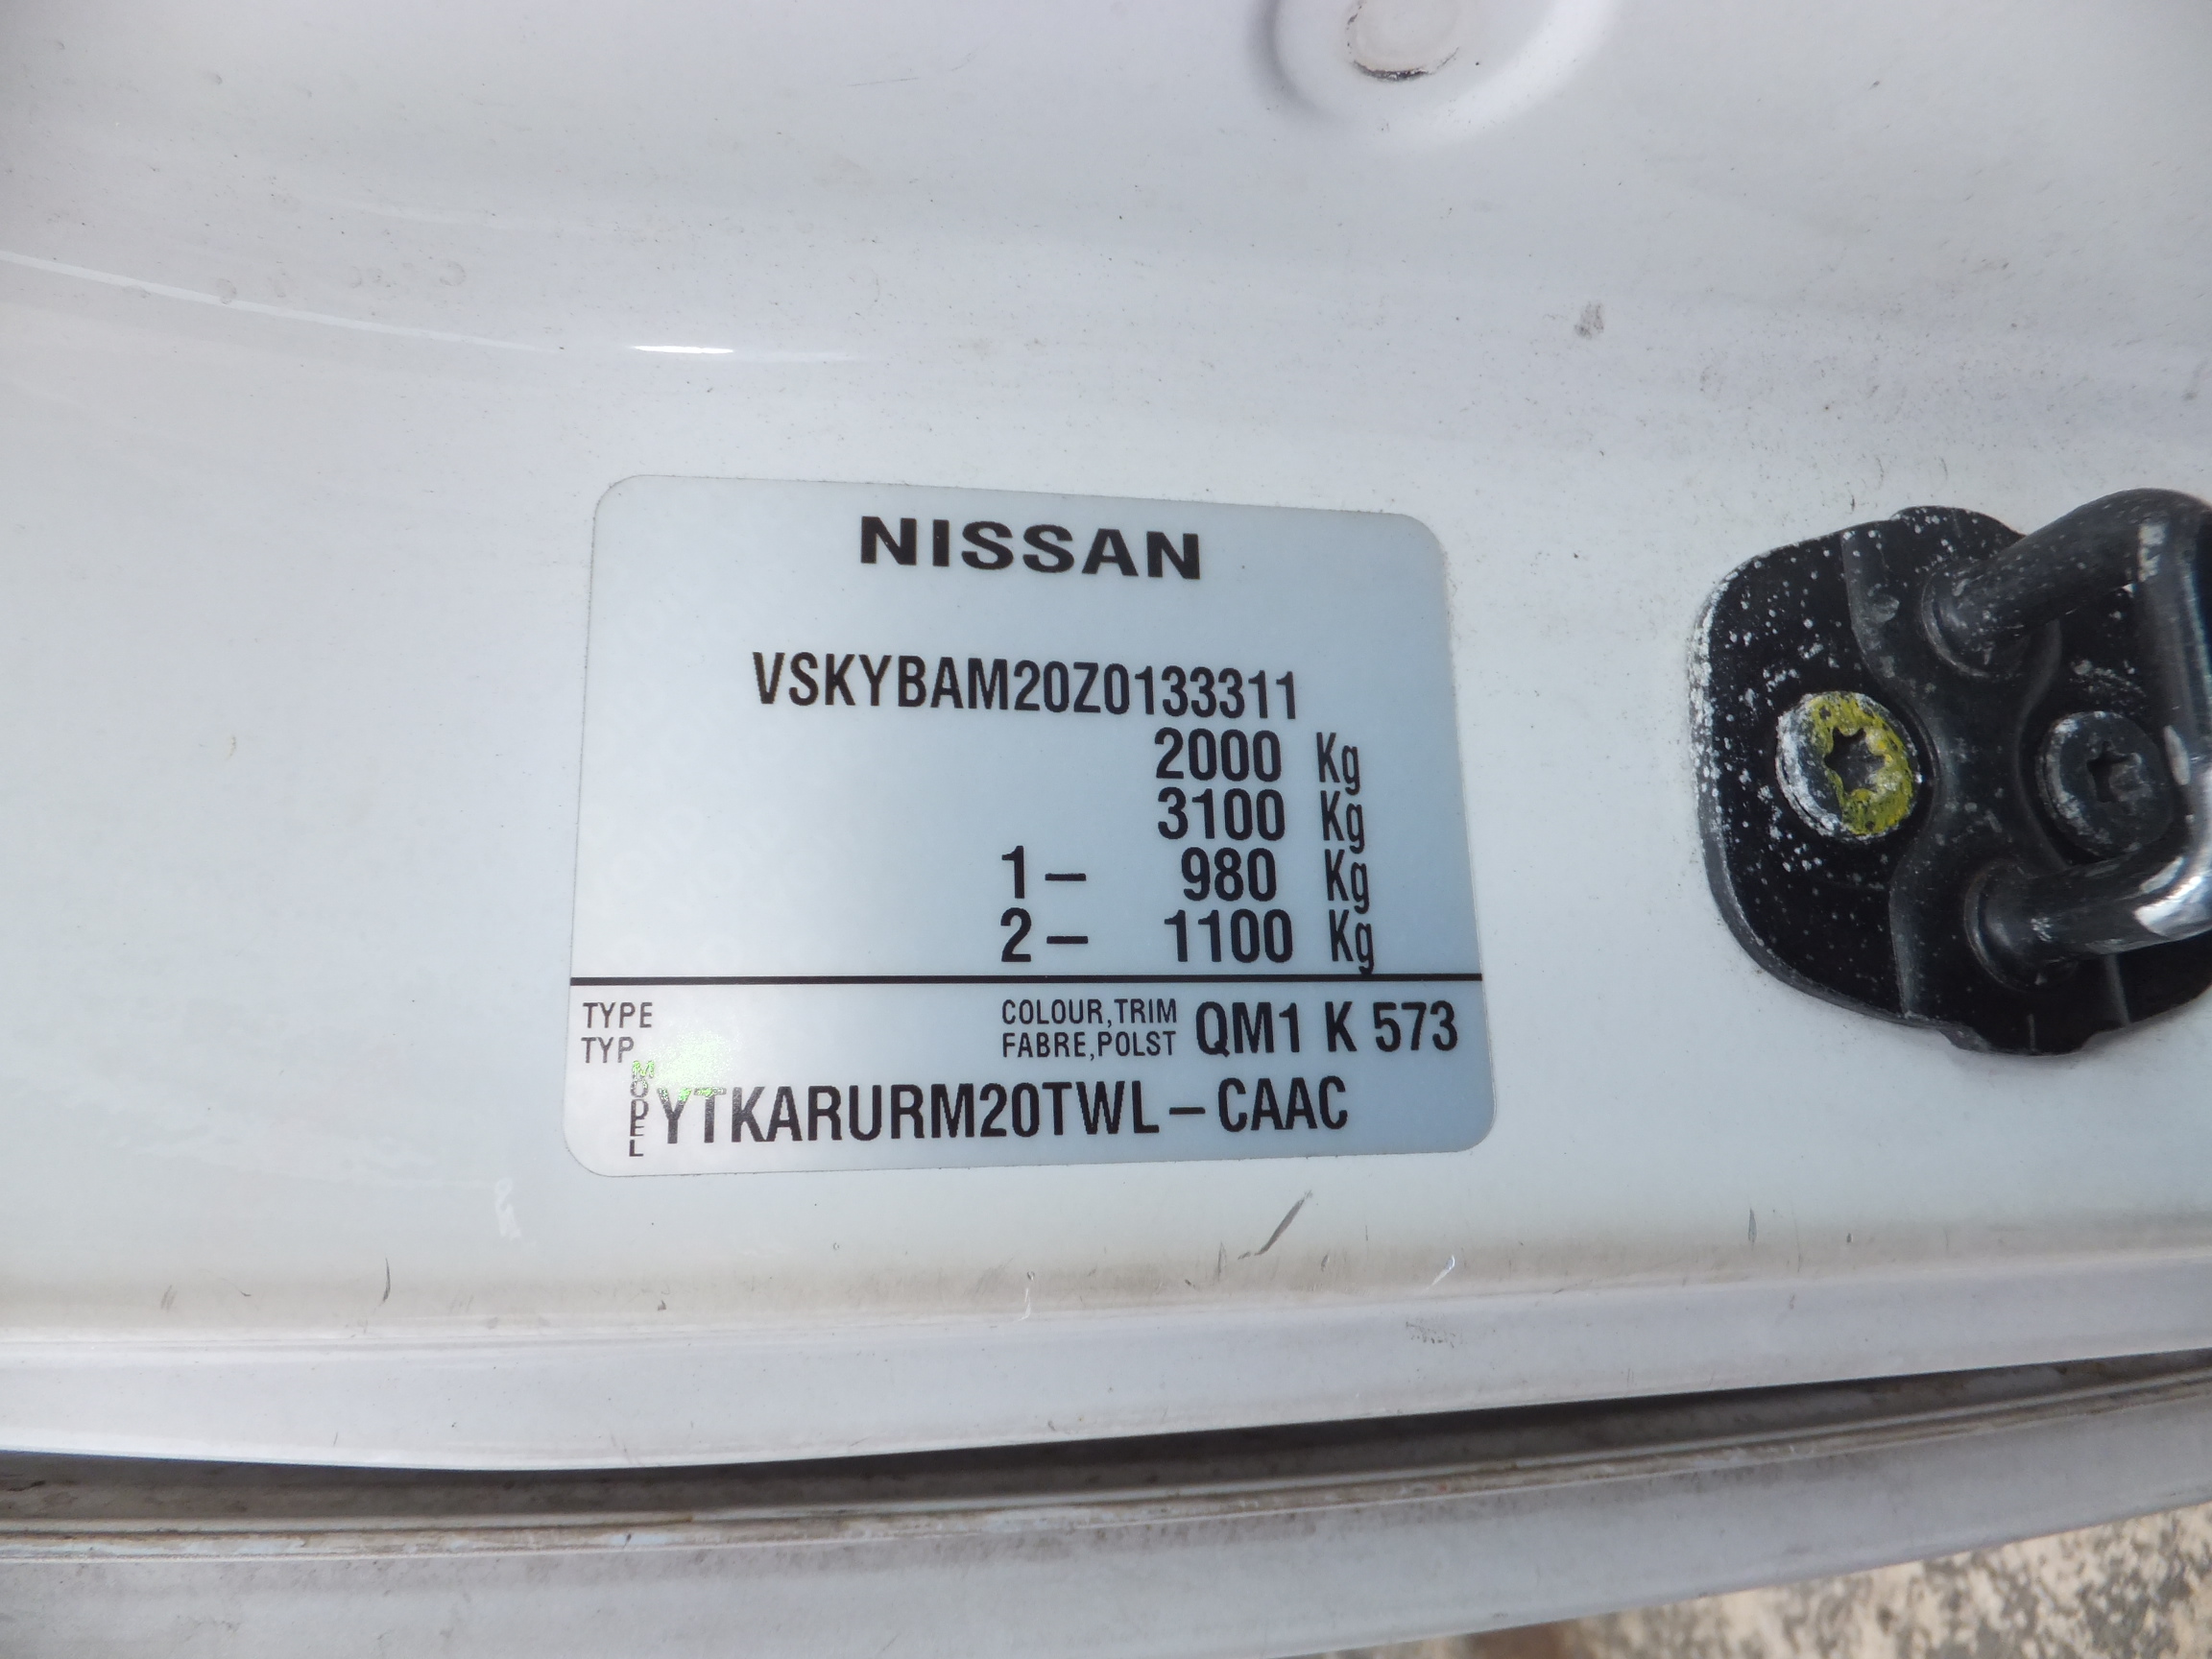 NISSAN
VSKYBAM20Z0133311
2000 Kg
3100 Kg
1 – 980 Kg
2 – 1100 Kg
TYPE
TYP
COLOUR,TRIM
FABRE,POLST
QM1 K 573
MODEL
YTKARURM20TWL – CAAC